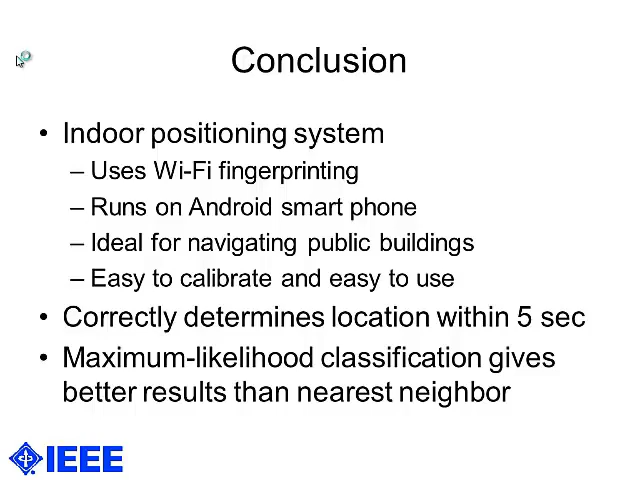 Conclusion
• Indoor positioning system
– Uses Wi-Fi fingerprinting
– Runs on Android smart phone
– Ideal for navigating public buildings
– Easy to calibrate and easy to use
• Correctly determines location within 5 sec
• Maximum-likelihood classification gives
better results than nearest neighbor
IEEE